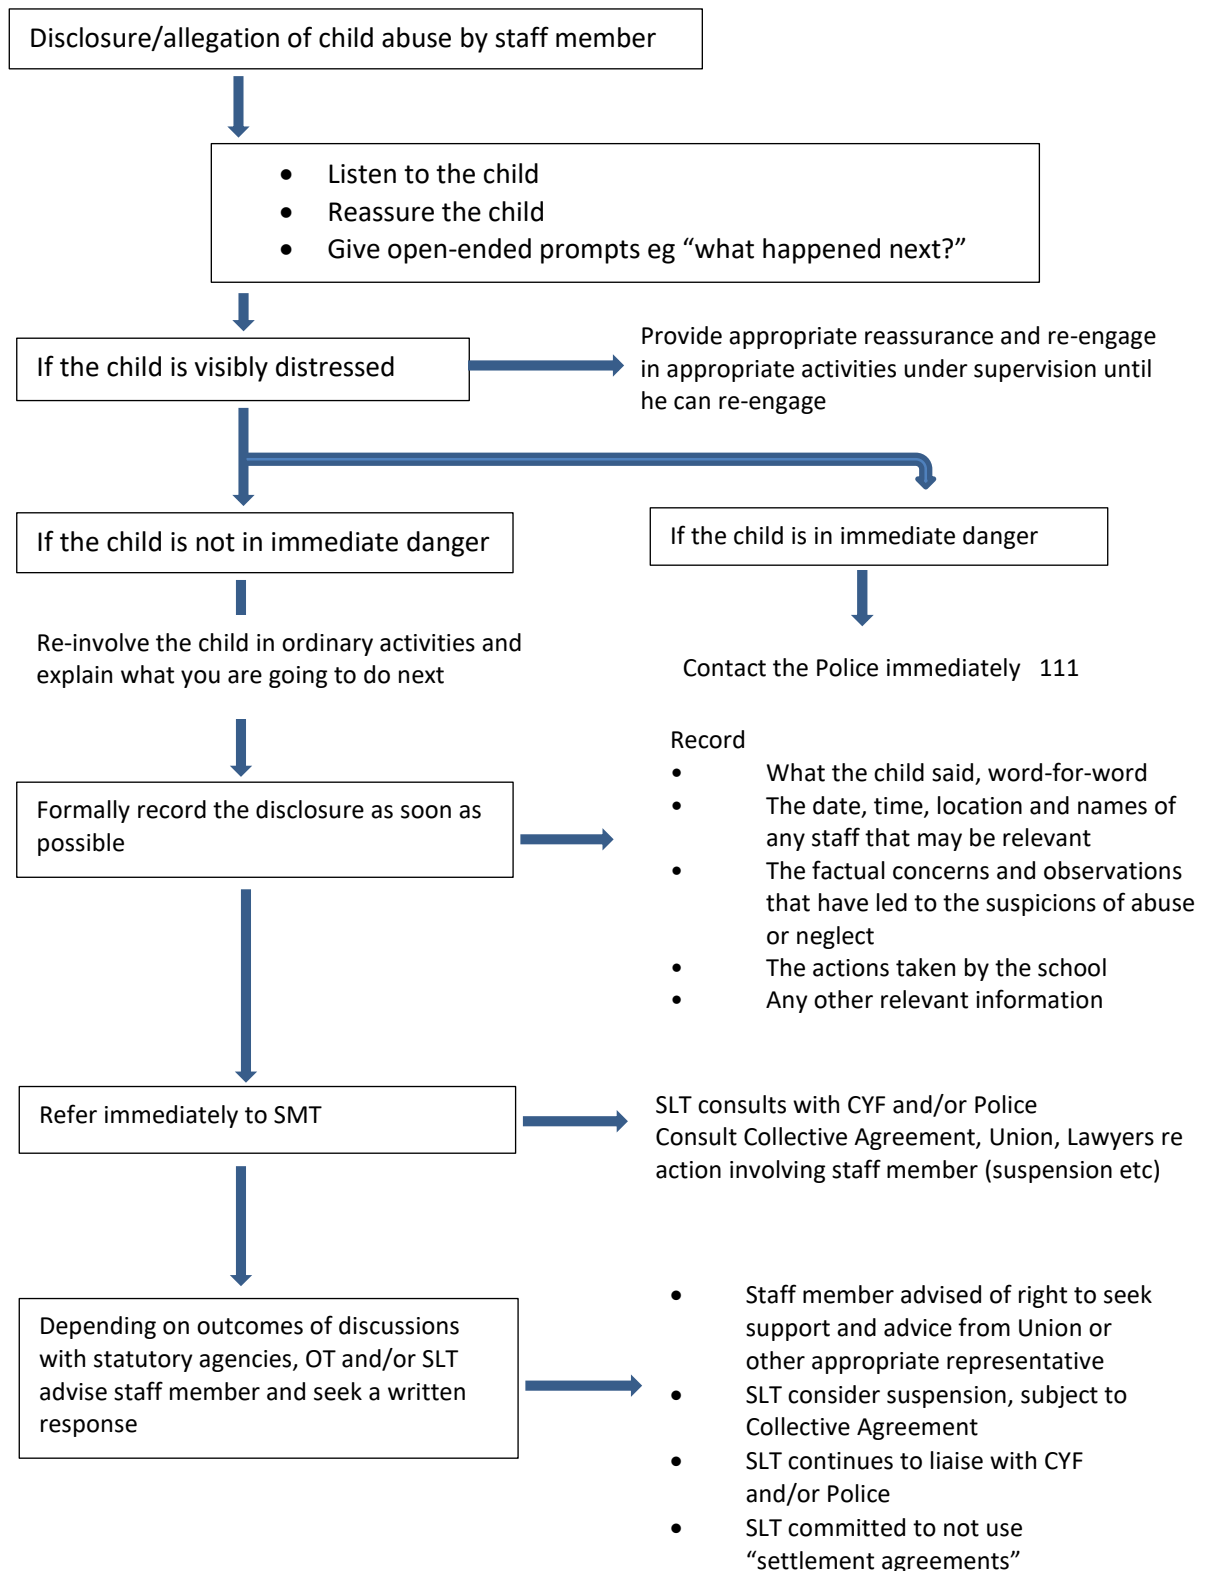 Disclosure/allegation of child abuse by staff member
• Listen to the child
• Reassure the child
• Give open-ended prompts eg “what happened next?”
If the child is visibly distressed
Provide appropriate reassurance and re-engage
in appropriate activities under supervision until
he can re-engage
If the child is not in immediate danger
If the child is in immediate danger
Re-involve the child in ordinary activities and
explain what you are going to do next
Contact the Police immediately 111
Formally record the disclosure as soon as
possible
Record
• What the child said, word-for-word
• The date, time, location and names of
any staff that may be relevant
• The factual concerns and observations
that have led to the suspicions of abuse
or neglect
• The actions taken by the school
• Any other relevant information
Refer immediately to SMT
SLT consults with CYF and/or Police
Consult Collective Agreement, Union, Lawyers re
action involving staff member (suspension etc)
Depending on outcomes of discussions
with statutory agencies, OT and/or SLT
advise staff member and seek a written
response
• Staff member advised of right to seek
support and advice from Union or
other appropriate representative
• SLT consider suspension, subject to
Collective Agreement
• SLT continues to liaise with CYF
and/or Police
• SLT committed to not use
“settlement agreements”